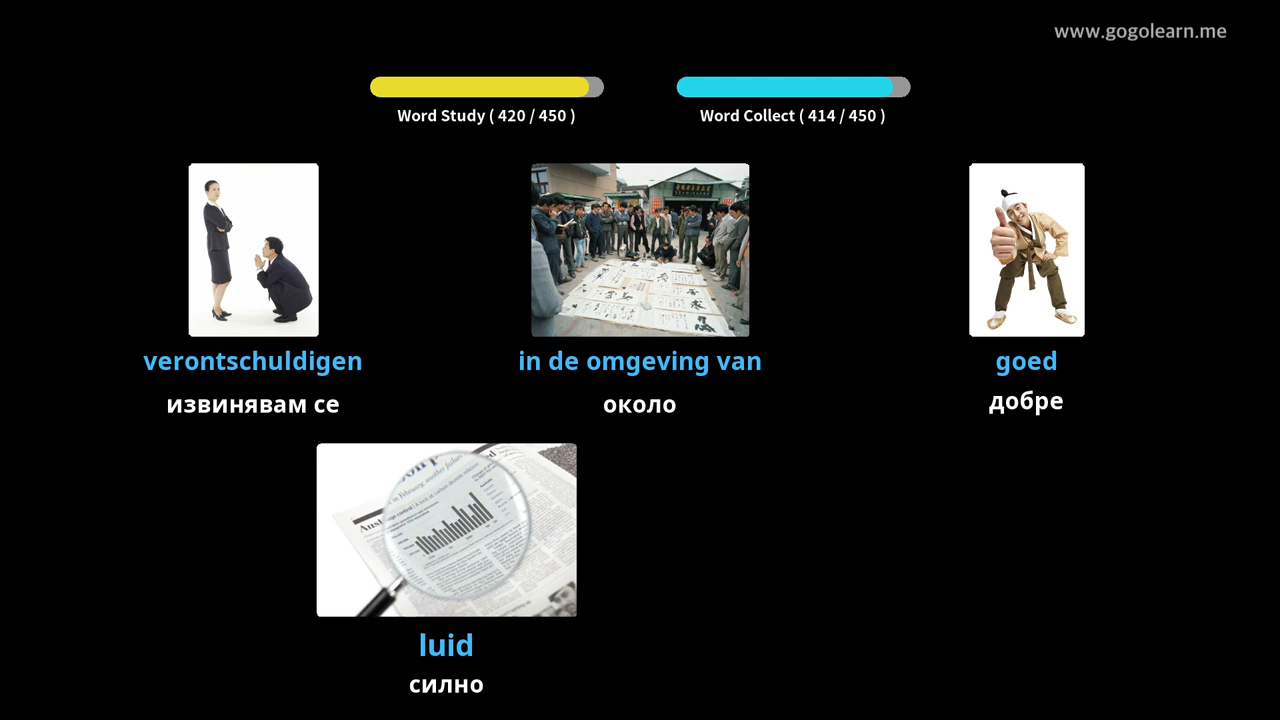 www.gogolearn.me
Word Study ( 420 / 450 )
Word Collect ( 414 / 450 )
verontschuldigen
извинявам се
in de omgeving van
около
goed
добре
luid
силно